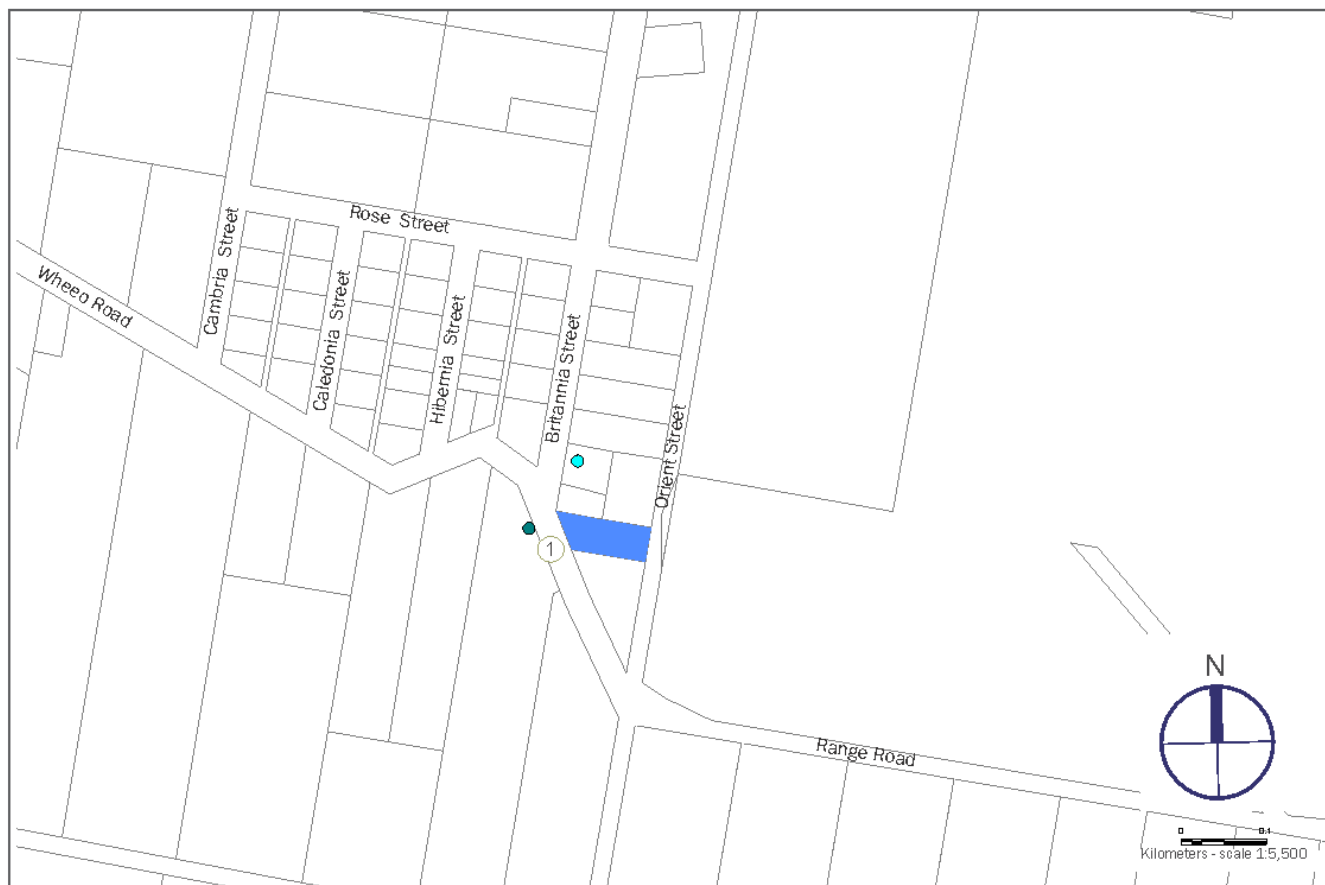 Rose Street
Wheeo Road
Cambria Street
Caledonia Street
Hibernia Street
Britannia Street
Orient Street
1
Range Road
N
0 0.1
Kilometers - scale 1:5,500